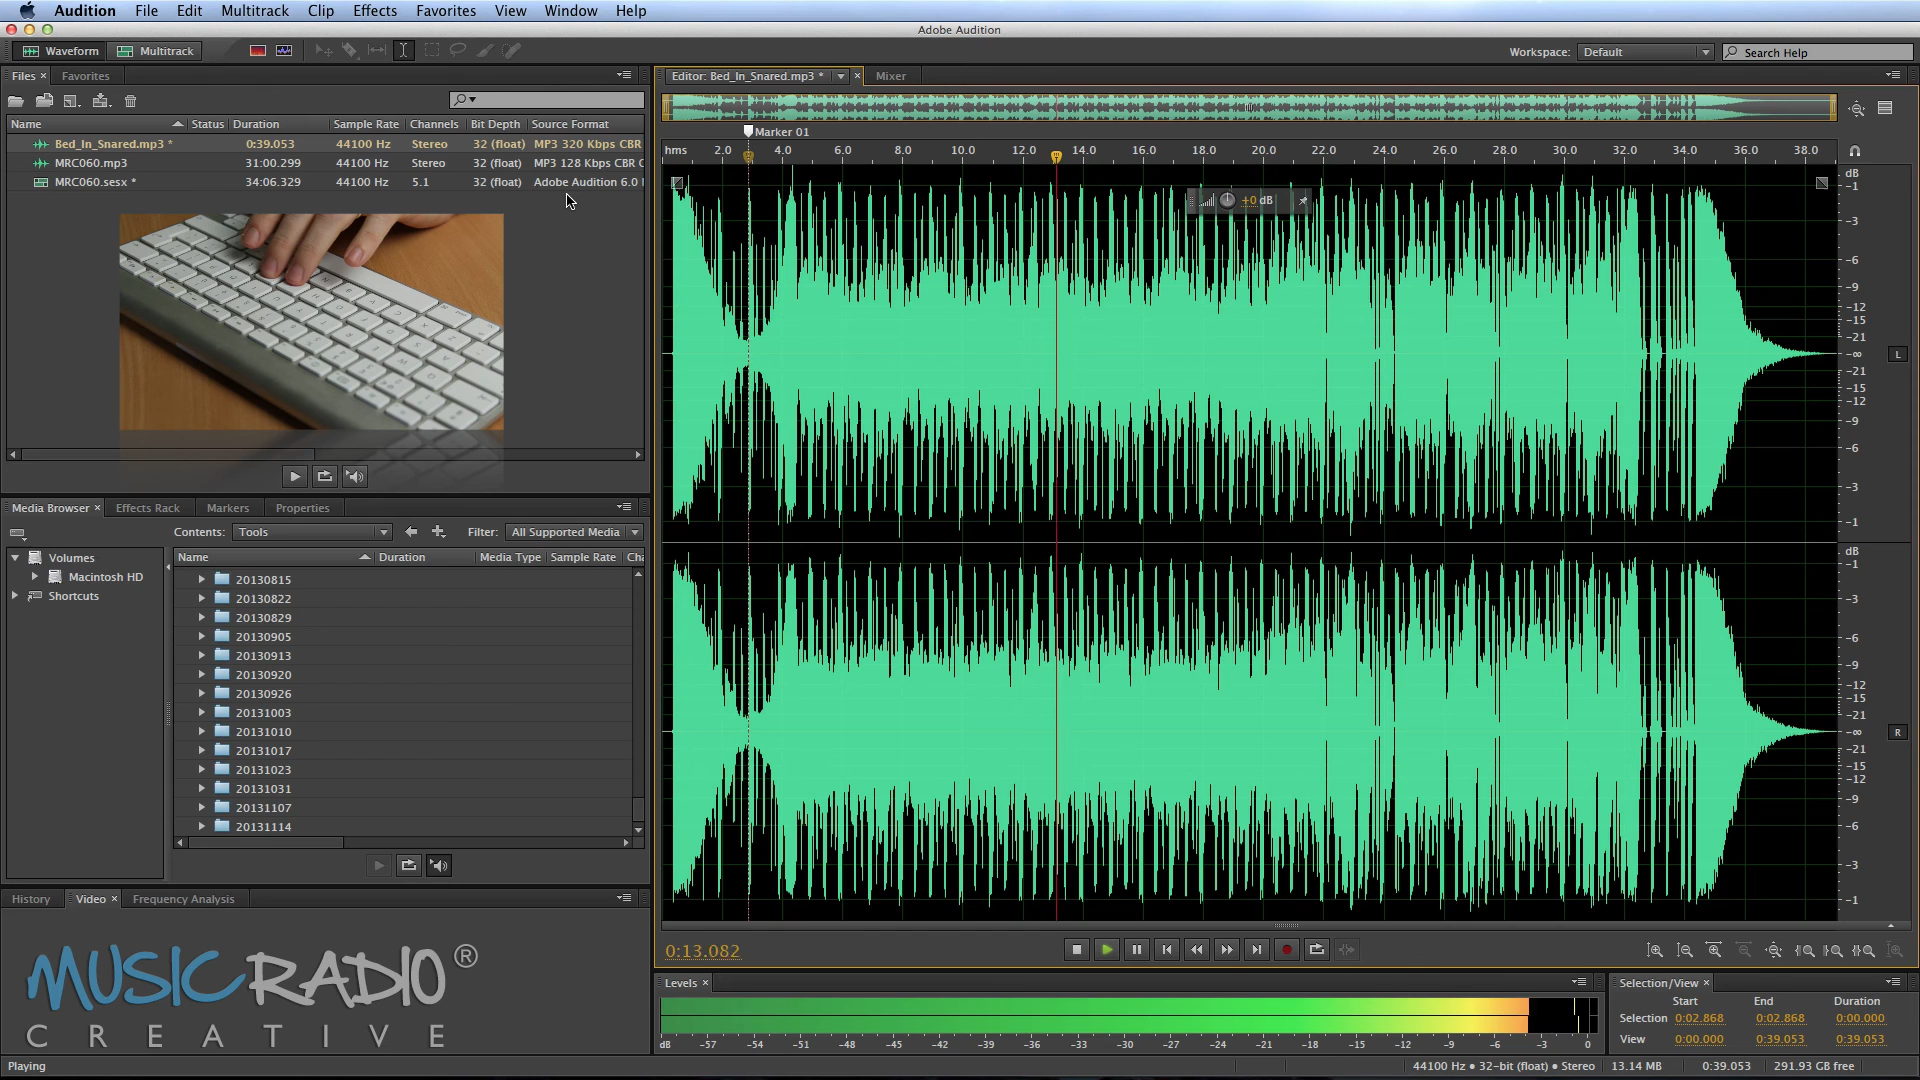 Audition File Edit Multitrack Clip Effects Favorites View Window Help
Adobe Audition
Waveform Multitrack Workspace: Default Search Help
Files × Favorites
Name Status Duration Sample Rate Channels Bit Depth Source Format
Bed_In_Snared.mp3 * 0:39.053 44100 Hz Stereo 32 (float) MP3 320 Kbps CBR
MRC060.mp3 31:00.299 44100 Hz Stereo 32 (float) MP3 128 Kbps CBR C
MRC060.sesx * 34:06.329 44100 Hz 5.1 32 (float) Adobe Audition 6.0
Media Browser × Effects Rack Markers Properties
Contents: Tools Filter: All Supported Media
Volumes
Macintosh HD
Shortcuts
Name Duration Media Type Sample Rate Cha
20130815
20130822
20130829
20130905
20130913
20130920
20130926
20131003
20131010
20131017
20131023
20131031
20131107
20131114
History Video × Frequency Analysis
MUSICRADIO®
CREATIVE
Playing
Editor: Bed_In_Snared.mp3 * × Mixer
Marker 01
hms 2.0 4.0 6.0 8.0 10.0 12.0 14.0 16.0 18.0 20.0 22.0 24.0 26.0 28.0 30.0 32.0 34.0 36.0 38.0
+0 dB
dB
-1
-3
-6
-9
-12
-15
-21
-∞
L
-21
-15
-12
-9
-6
-3
-1
dB
-1
-3
-6
-9
-12
-15
-21
-∞
R
-21
-15
-12
-9
-6
-3
-1
0:13.082
Levels ×
dB -57 -54 -51 -48 -45 -42 -39 -36 -33 -30 -27 -24 -21 -18 -15 -12 -9 -6 -3 0
Selection/View ×
Start End Duration
Selection 0:02.868 0:02.868 0:00.000
View 0:00.000 0:39.053 0:39.053
44100 Hz • 32-bit (float) • Stereo 13.14 MB 0:39.053 291.93 GB free